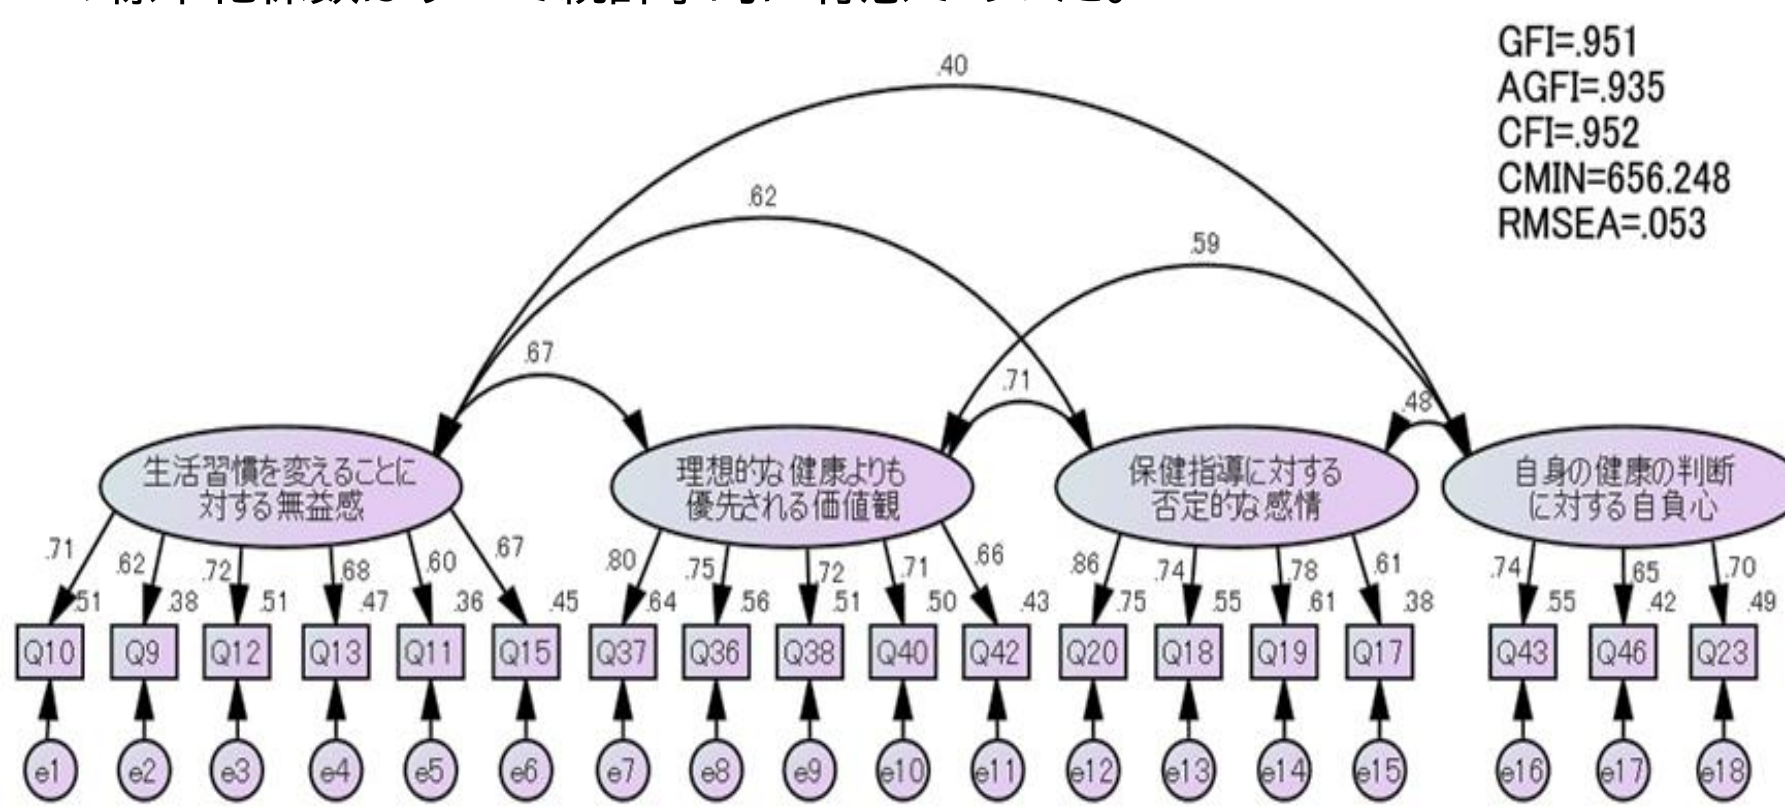 GFI=.951
AGFI=.935
CFI=.952
CMIN=656.248
RMSEA=.053
.40
.62
.59
.67
.71
.48
生活習慣を変えることに
対する無益感
理想的な健康よりも
優先される価値観
保健指導に対する
否定的な感情
自身の健康の判断
に対する自負心
.71 .62 .72 .68 .60 .67 .80 .75 .72 .71 .66 .86 .74 .78 .61 .74 .65 .70
.51 .38 .51 .47 .36 .45 .64 .56 .51 .50 .43 .75 .55 .61 .38 .55 .42 .49
Q10 Q9 Q12 Q13 Q11 Q15 Q37 Q36 Q38 Q40 Q42 Q20 Q18 Q19 Q17 Q43 Q46 Q23
e1 e2 e3 e4 e5 e6 e7 e8 e9 e10 e11 e12 e13 e14 e15 e16 e17 e18